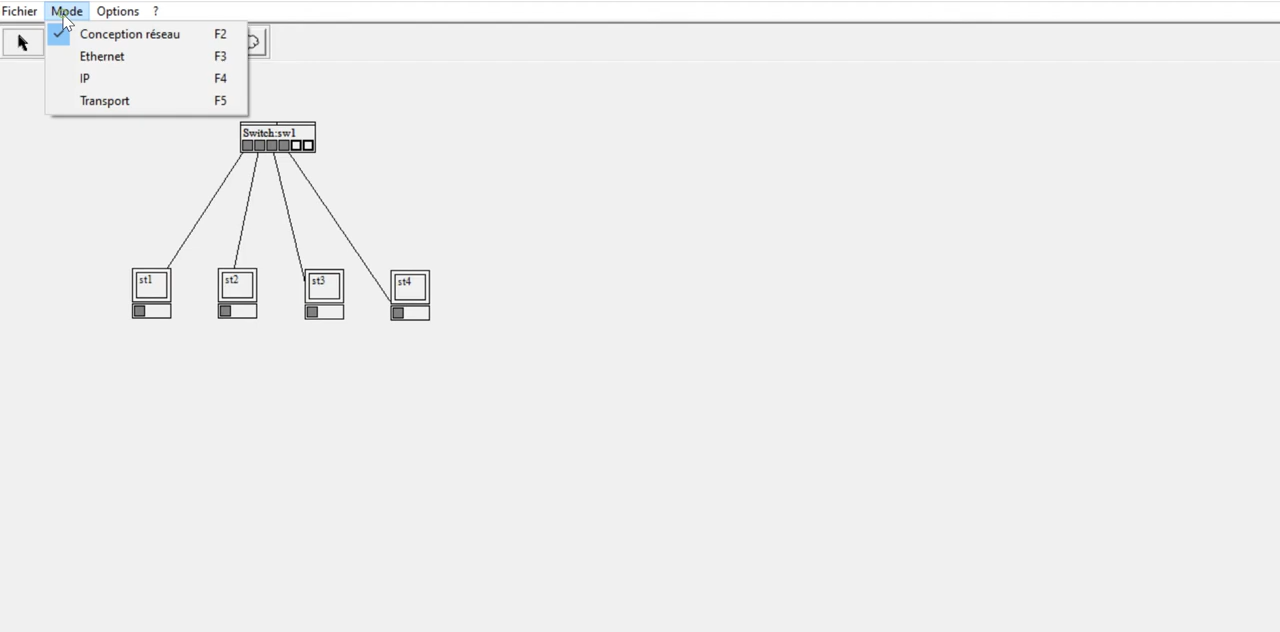 Fichier Mode Options ?
Conception réseau F2
Ethernet F3
IP F4
Transport F5
Switch:sw1
st1 st2 st3 st4